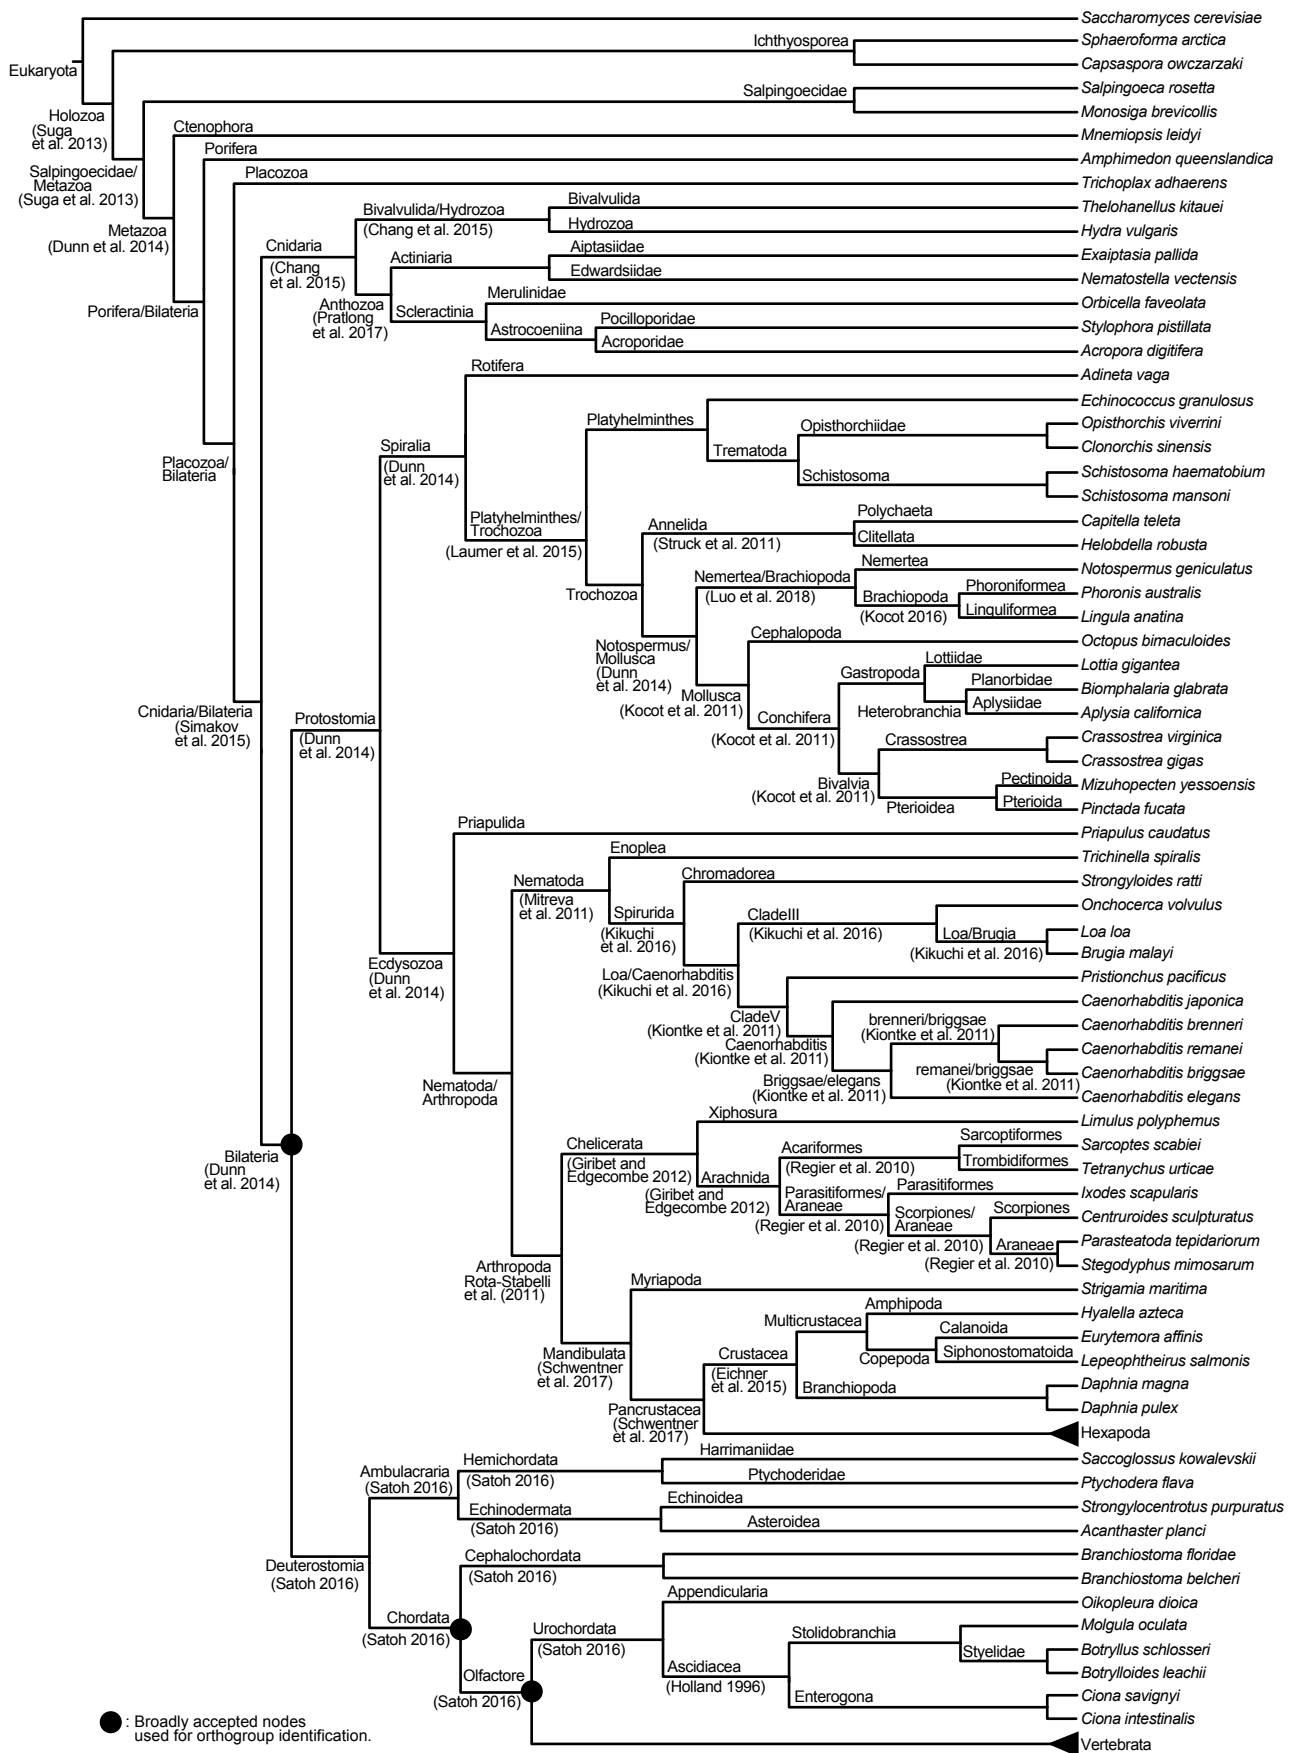 Saccharomyces cerevisiae
Ichthyosporea
Sphaeroforma arctica
Eukaryota
Capsaspora owczarzaki
Salpingoecidae
Salpingoeca rosetta
Holozoa
(Suga
et al. 2013)
Monosiga brevicollis
Ctenophora
Mnemiopsis leidyi
Porifera
Amphimedon queenslandica
Salpingoecidae/
Metazoa
(Suga et al. 2013)
Placozoa
Trichoplax adhaerens
Metazoa
(Dunn et al. 2014)
Bivalvulida/Hydrozoa
(Chang et al. 2015)
Bivalvulida
Thelohanellus kitauei
Hydrozoa
Hydra vulgaris
Cnidaria
(Chang
et al. 2015)
Actiniaria
Aiptasiidae
Exaiptasia pallida
Edwardsiidae
Nematostella vectensis
Porifera/Bilateria
Anthozoa
(Pratlong
et al. 2017)
Scleractinia
Merulinidae
Orbicella faveolata
Astrocoeniina
Pocilloporidae
Stylophora pistillata
Acroporidae
Acropora digitifera
Rotifera
Adineta vaga
Platyhelminthes
Echinococcus granulosus
Opisthorchiidae
Opisthorchis viverrini
Placozoa/
Bilateria
Spiralia
(Dunn
et al. 2014)
Trematoda
Clonorchis sinensis
Schistosoma
Schistosoma haematobium
Schistosoma mansoni
Platyhelminthes/
Trochozoa
(Laumer et al. 2015)
Annelida
(Struck et al. 2011)
Polychaeta
Capitella teleta
Clitellata
Helobdella robusta
Trochozoa
Nemertea/Brachiopoda
(Luo et al. 2018)
Nemertea
Notospermus geniculatus
Brachiopoda
(Kocot 2016)
Phoroniformea
Phoronis australis
Linguliformea
Lingula anatina
Notospermus/
Mollusca
(Dunn
et al. 2014)
Cephalopoda
Octopus bimaculoides
Gastropoda
Lottiidae
Lottia gigantea
Mollusca
(Kocot et al. 2011)
Planorbidae
Biomphalaria glabrata
Heterobranchia
Aplysiidae
Aplysia californica
Cnidaria/Bilateria
(Simakov
et al. 2015)
Protostomia
(Dunn
et al. 2014)
Conchifera
(Kocot et al. 2011)
Crassostrea
Crassostrea virginica
Crassostrea gigas
Bivalvia
(Kocot et al. 2011)
Pectinoida
Mizuhopecten yessoensis
Pterioidea
Pterioida
Pinctada fucata
Priapulida
Priapulus caudatus
Enoplea
Trichinella spiralis
Nematoda
(Mitreva
et al. 2011)
Chromadorea
Strongyloides ratti
Spirurida
(Kikuchi
et al. 2016)
CladeIII
(Kikuchi et al. 2016)
Onchocerca volvulus
Loa/Brugia
(Kikuchi et al. 2016)
Loa loa
Brugia malayi
Ecdysozoa
(Dunn
et al. 2014)
Loa/Caenorhabditis
(Kikuchi et al. 2016)
Pristionchus pacificus
CladeV
(Kiontke et al. 2011)
Caenorhabditis japonica
Caenorhabditis
(Kiontke et al. 2011)
brenneri/briggsae
(Kiontke et al. 2011)
Caenorhabditis brenneri
Caenorhabditis remanei
remanei/briggsae
(Kiontke et al. 2011)
Caenorhabditis briggsae
Nematoda/
Arthropoda
Briggsae/elegans
(Kiontke et al. 2011)
Caenorhabditis elegans
Xiphosura
Limulus polyphemus
Bilateria
(Dunn
et al. 2014)
Chelicerata
(Giribet and
Edgecombe 2012)
Acariformes
(Regier et al. 2010)
Sarcoptiformes
Sarcoptes scabiei
Trombidiformes
Tetranychus urticae
Arachnida
(Giribet and
Edgecombe 2012)
Parasitiformes/
Araneae
(Regier et al. 2010)
Parasitiformes
Ixodes scapularis
Scorpiones/
Araneae
(Regier et al. 2010)
Scorpiones
Centruroides sculpturatus
Araneae
(Regier et al. 2010)
Parasteatoda tepidariorum
Stegodyphus mimosarum
Arthropoda
Rota-Stabelli
et al. (2011)
Myriapoda
Strigamia maritima
Multicrustacea
Amphipoda
Hyalella azteca
Calanoida
Eurytemora affinis
Copepoda
Siphonostomatoida
Lepeophtheirus salmonis
Mandibulata
(Schwentner
et al. 2017)
Crustacea
(Eichner
et al. 2015)
Branchiopoda
Daphnia magna
Daphnia pulex
Pancrustacea
(Schwentner
et al. 2017)
Hexapoda
Ambulacraria
(Satoh 2016)
Hemichordata
(Satoh 2016)
Harrimaniidae
Saccoglossus kowalevskii
Ptychoderidae
Ptychodera flava
Echinodermata
(Satoh 2016)
Echinoidea
Strongylocentrotus purpuratus
Asteroidea
Acanthaster planci
Deuterostomia
(Satoh 2016)
Cephalochordata
(Satoh 2016)
Branchiostoma floridae
Branchiostoma belcheri
Chordata
(Satoh 2016)
Urochordata
(Satoh 2016)
Appendicularia
Oikopleura dioica
Stolidobranchia
Molgula oculata
Styelidae
Botryllus schlosseri
Botrylloides leachii
Olfactore
(Satoh 2016)
Ascidiacea
(Holland 1996)
Enterogona
Ciona savignyi
Ciona intestinalis
Vertebrata
: Broadly accepted nodes
used for orthogroup identification.